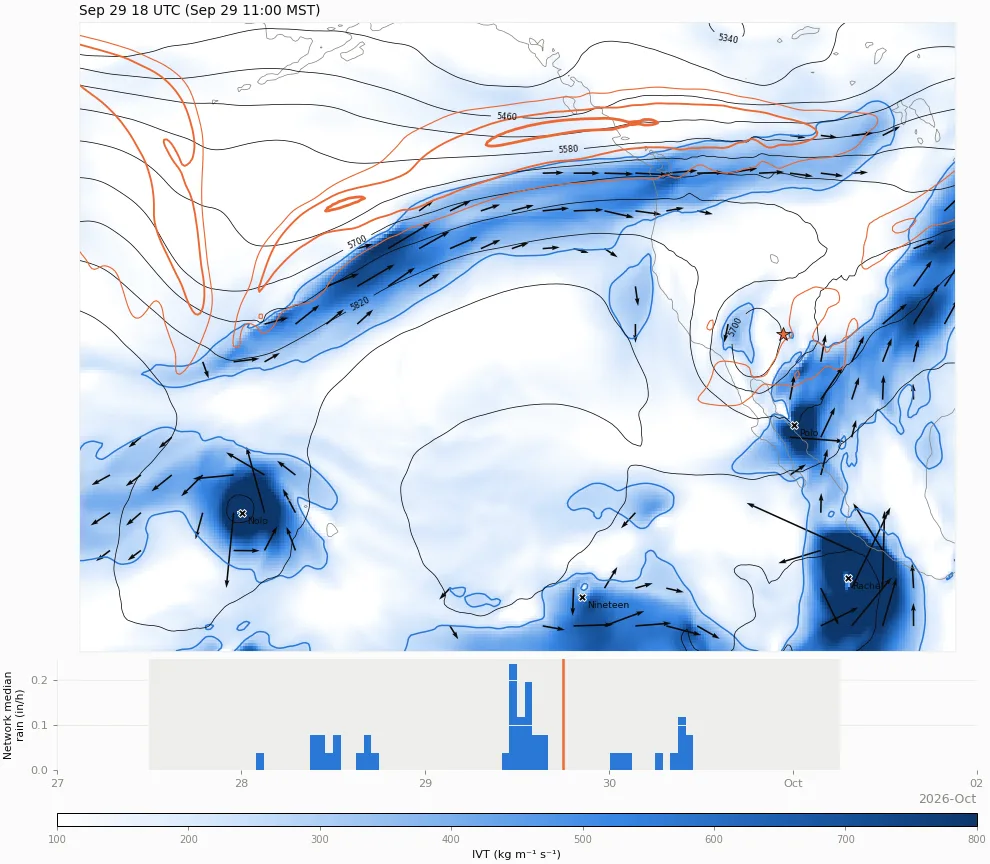 Sep 29 18 UTC (Sep 29 11:00 MST)
5340
5460
5580
5700
5820
5700
Polo
Nolo
Rachel
Nineteen
Network median
rain (in/h)
0.2
0.1
0.0
27
28
29
30
Oct
02
2026-Oct
100
200
300
400
500
600
700
800
IVT (kg m⁻¹ s⁻¹)